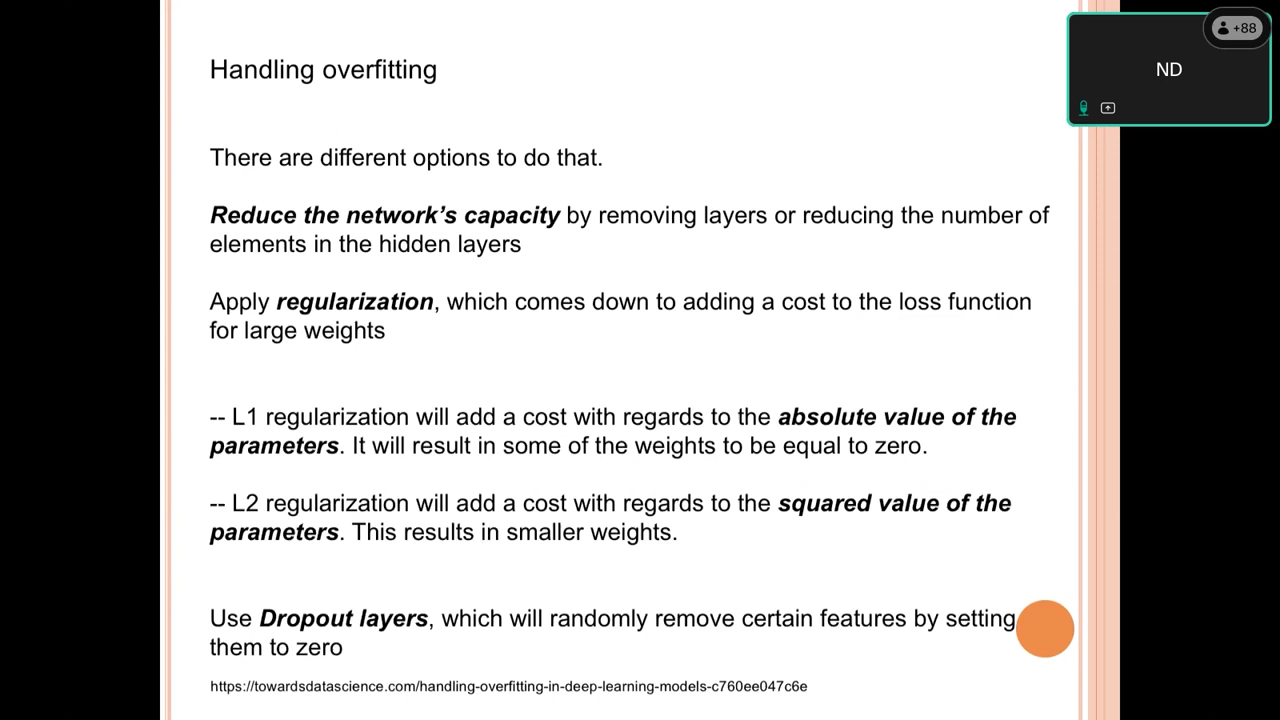 Handling overfitting
+88
ND
There are different options to do that.
Reduce the network’s capacity by removing layers or reducing the number of
elements in the hidden layers
Apply regularization, which comes down to adding a cost to the loss function
for large weights
-- L1 regularization will add a cost with regards to the absolute value of the
parameters. It will result in some of the weights to be equal to zero.
-- L2 regularization will add a cost with regards to the squared value of the
parameters. This results in smaller weights.
Use Dropout layers, which will randomly remove certain features by setting
them to zero
https://towardsdatascience.com/handling-overfitting-in-deep-learning-models-c760ee047c6e